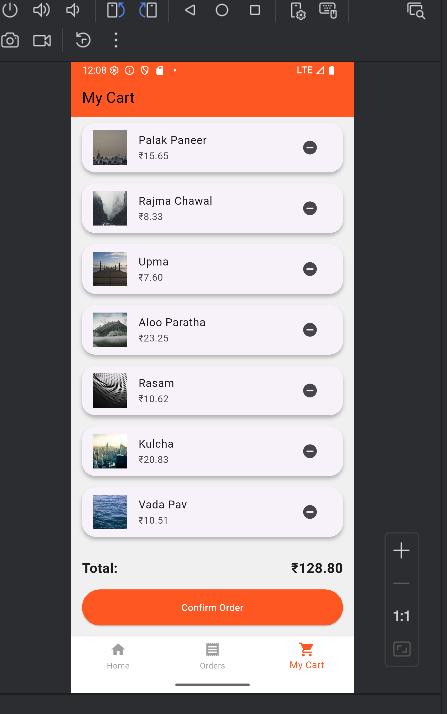 12:08
LTE
My Cart
Palak Paneer
₹15.65
Rajma Chawal
₹8.33
Upma
₹7.60
Aloo Paratha
₹23.25
Rasam
₹10.62
Kulcha
₹20.83
Vada Pav
₹10.51
Total:
₹128.80
Confirm Order
1:1
Home
Orders
My Cart